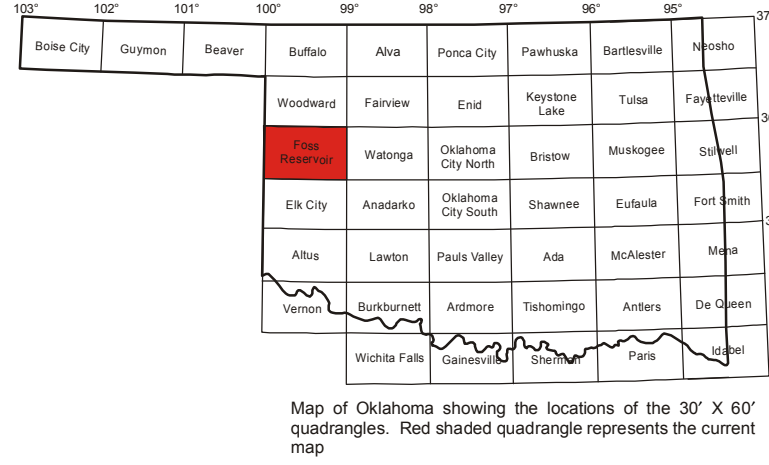 103˚ 102˚ 101˚ 100˚ 99˚ 98˚ 97˚ 96˚ 95˚ 37
Boise City Guymon Beaver Buffalo Alva Ponca City Pawhuska Bartlesville Neosho
Woodward Fairview Enid Keystone Lake Tulsa Fayetteville
Foss Reservoir Watonga Oklahoma City North Bristow Muskogee Stilwell
Elk City Anadarko Oklahoma City South Shawnee Eufaula Fort Smith
Altus Lawton Pauls Valley Ada McAlester Mena
Vernon Burkburnett Ardmore Tishomingo Antlers De Queen
Wichita Falls Gainesville Sherman Paris Idabel
Map of Oklahoma showing the locations of the 30′ X 60′
quadrangles. Red shaded quadrangle represents the current
map